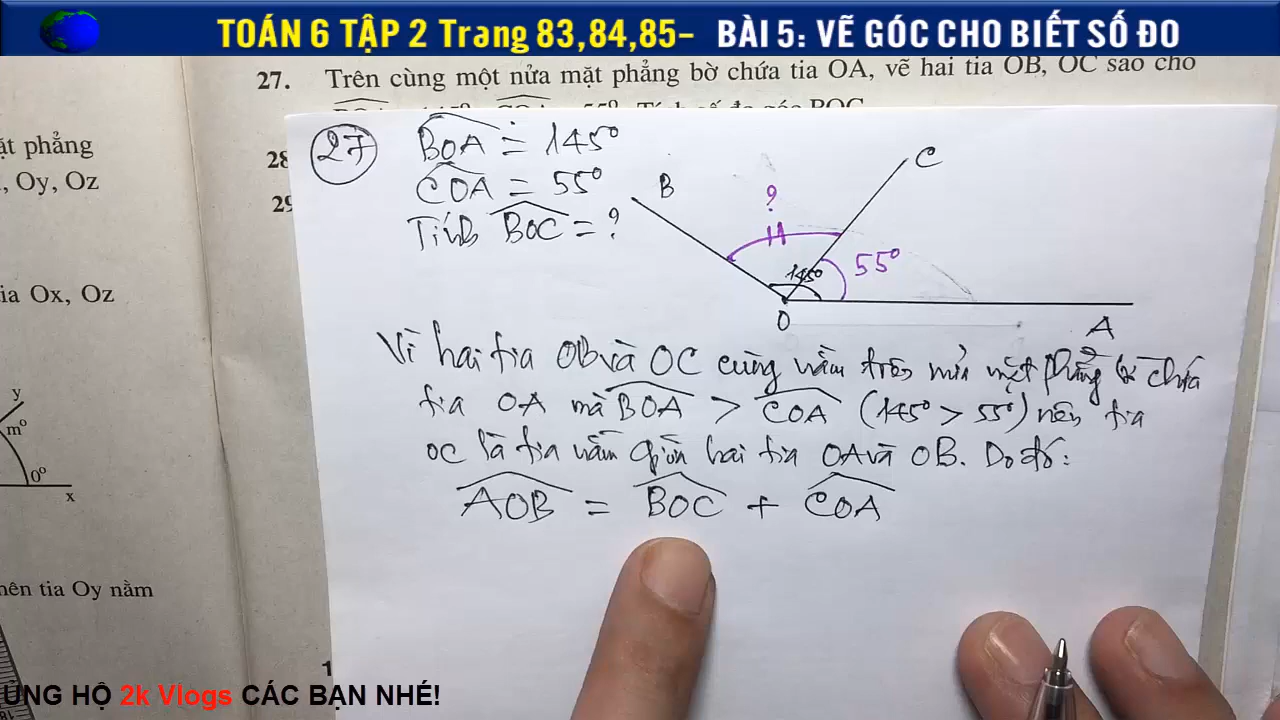 TOÁN 6 TẬP 2 Trang 83,84,85- BÀI 5: VẼ GÓC CHO BIẾT SỐ ĐO
27. Trên cùng một nửa mặt phẳng bờ chứa tia OA, vẽ hai tia OB, OC sao cho
28
29
ặt phẳng
, Oy, Oz
ia Ox, Oz
y
m°
0°
x
nên tia Oy nằm
27
BOA = 145°
COA = 55°
Tính BOC = ?
B
C
?
145°
55°
O
A
Vì hai tia OB và OC cùng nằm trên nửa mặt phẳng bờ chứa
tia OA mà BOA > COA (145° > 55°) nên tia
OC là tia nằm giữa hai tia OA và OB. Do đó:
AOB = BOC + COA
1
ỦNG HỘ 2k Vlogs CÁC BẠN NHÉ!